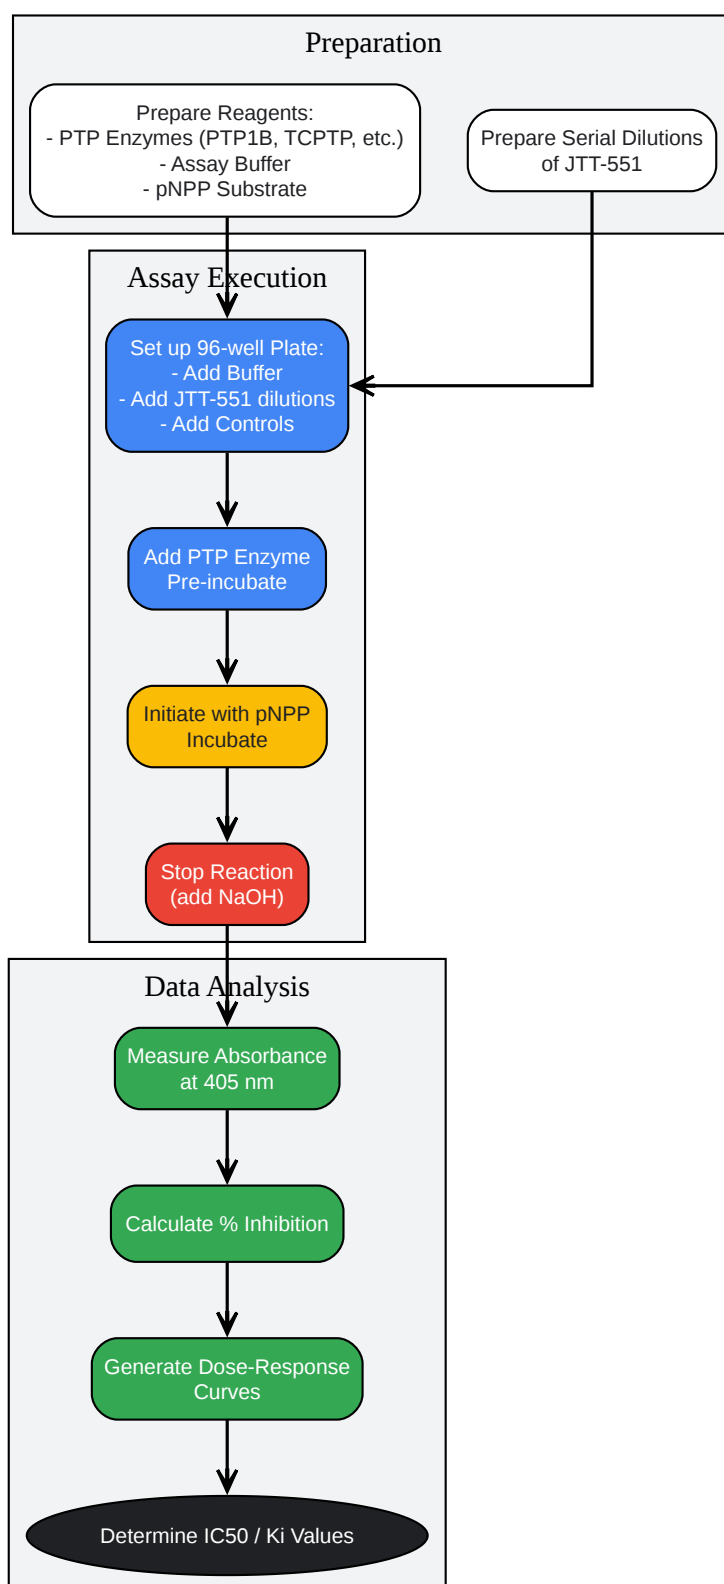 Preparation
Prepare Reagents:
- PTP Enzymes (PTP1B, TCPTP, etc.)
- Assay Buffer
- pNPP Substrate
Prepare Serial Dilutions
of JTT-551
Assay Execution
Set up 96-well Plate:
- Add Buffer
- Add JTT-551 dilutions
- Add Controls
Add PTP Enzyme
Pre-incubate
Initiate with pNPP
Incubate
Stop Reaction
(add NaOH)
Data Analysis
Measure Absorbance
at 405 nm
Calculate % Inhibition
Generate Dose-Response
Curves
Determine IC50 / Ki Values